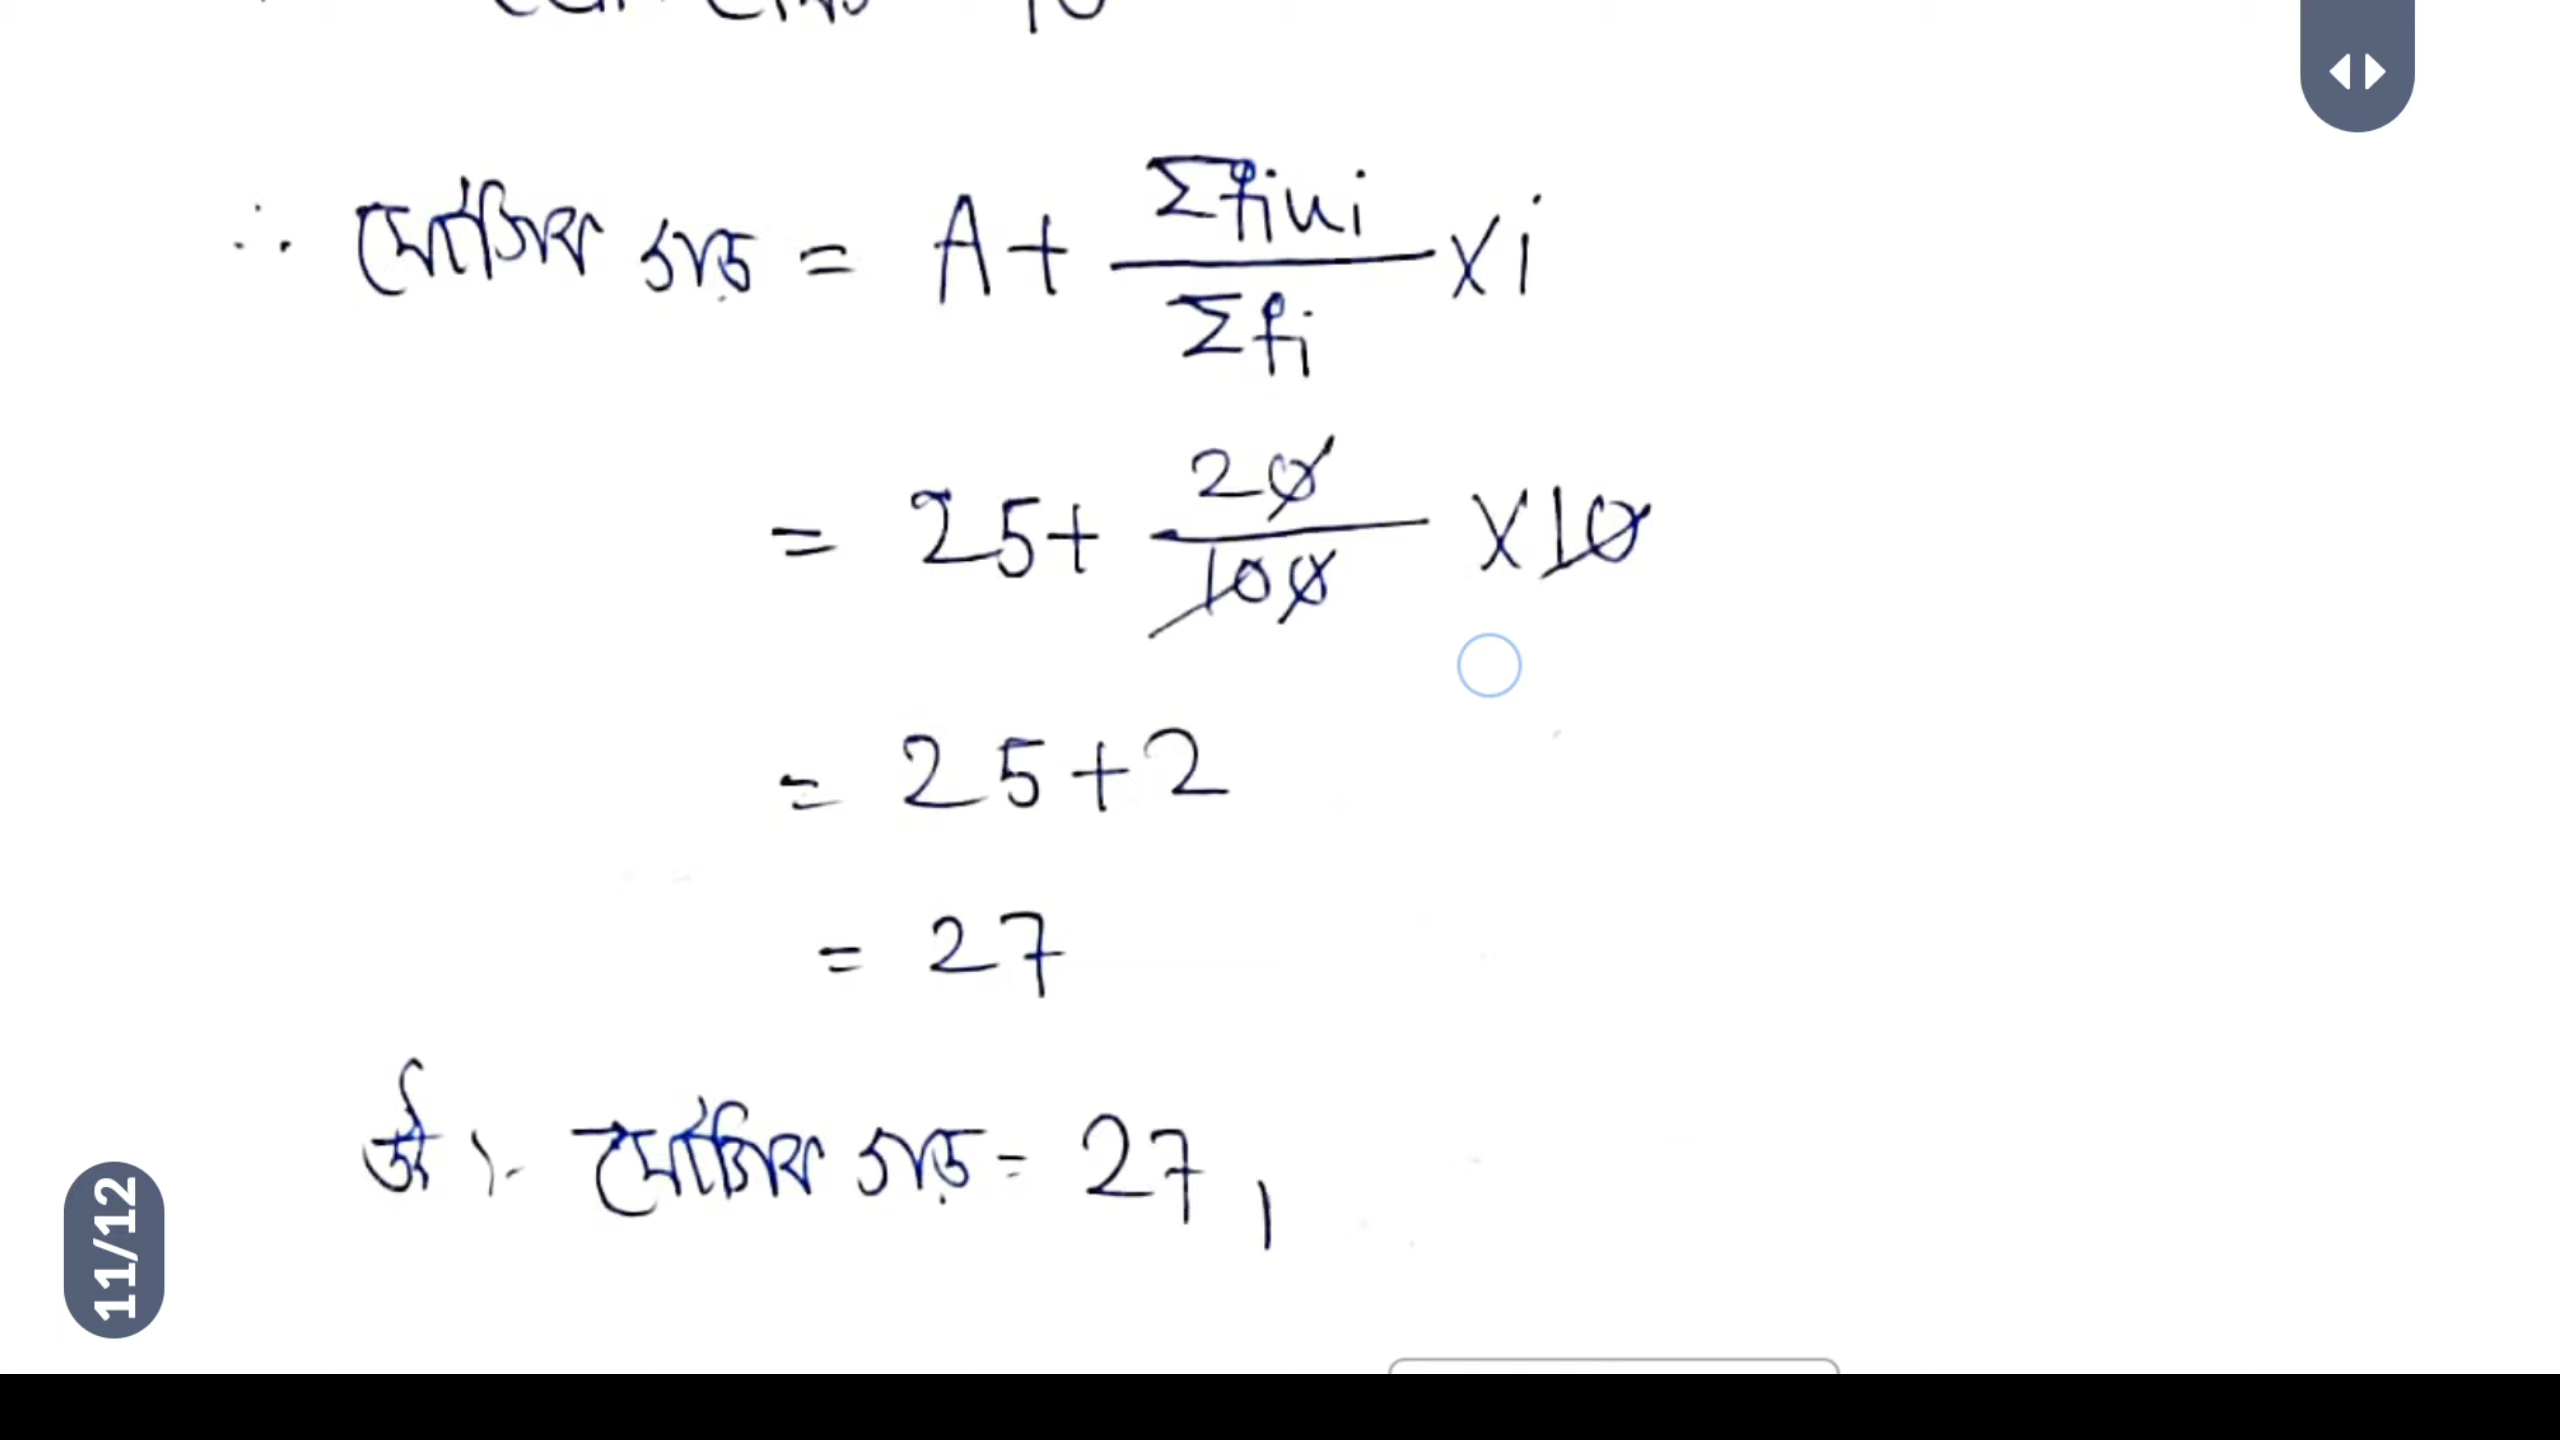 ∴ যৌগিক গড় = A + Σfiui / Σfi × i
= 25 + 20 / 100 × 10
= 25 + 2
= 27
উঃ যৌগিক গড় = 27,
11/12